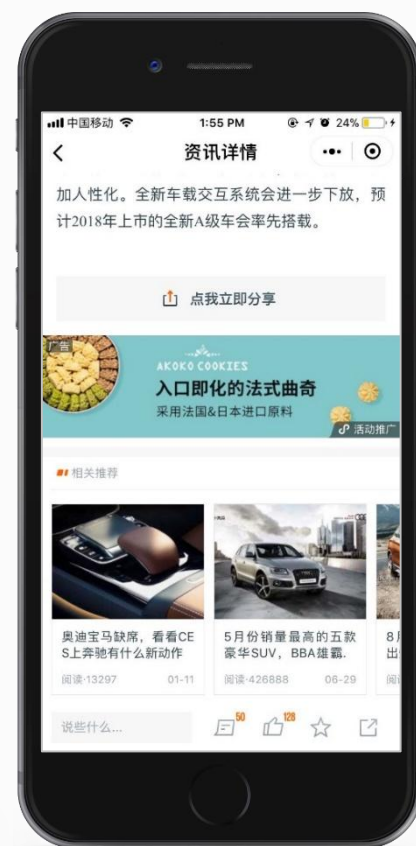 中国移动
1:55 PM
24%
资讯详情
加人性化。全新车载交互系统会进一步下放，预
计2018年上市的全新A级车会率先搭载。
点我立即分享
广告
AKOKO COOKIES
入口即化的法式曲奇
采用法国&日本进口原料
活动推广
相关推荐
奥迪宝马缺席，看看CE
S上奔驰有什么新动作
阅读·13297
01-11
5月份销量最高的五款
豪华SUV，BBA雄霸.
阅读·426888
06-29
8月
出
阅
说些什么...
50
128